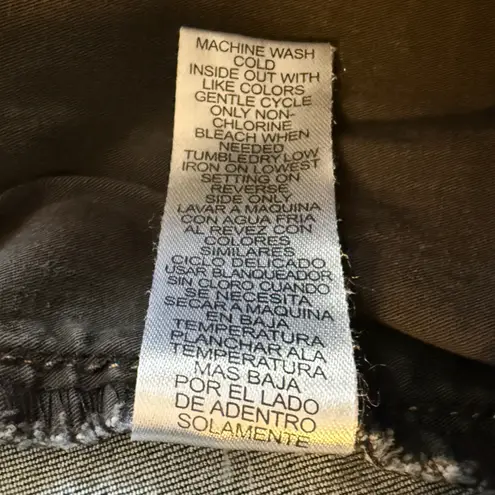 MACHINE WASH
COLD
INSIDE OUT WITH
LIKE COLORS
GENTLE CYCLE
ONLY NON-
CHLORINE
BLEACH WHEN
NEEDED
TUMBLEDRY LOW
IRON ON LOWEST
SETTING ON
REVERSE
SIDE ONLY
LAVAR A MAQUINA
CON AGUA FRIA
AL REVEZ CON
COLORES
SIMILARES
CICLO DELICADO
USAR BLANQUEADOR
SIN CLORO CUANDO
SE NECESITA
SECAR A MAQUINA
EN BAJA
TEMPERATURA
PLANCHAR ALA
TEMPERATURA
MAS BAJA
POR EL LADO
DE ADENTRO
SOLAMENTE